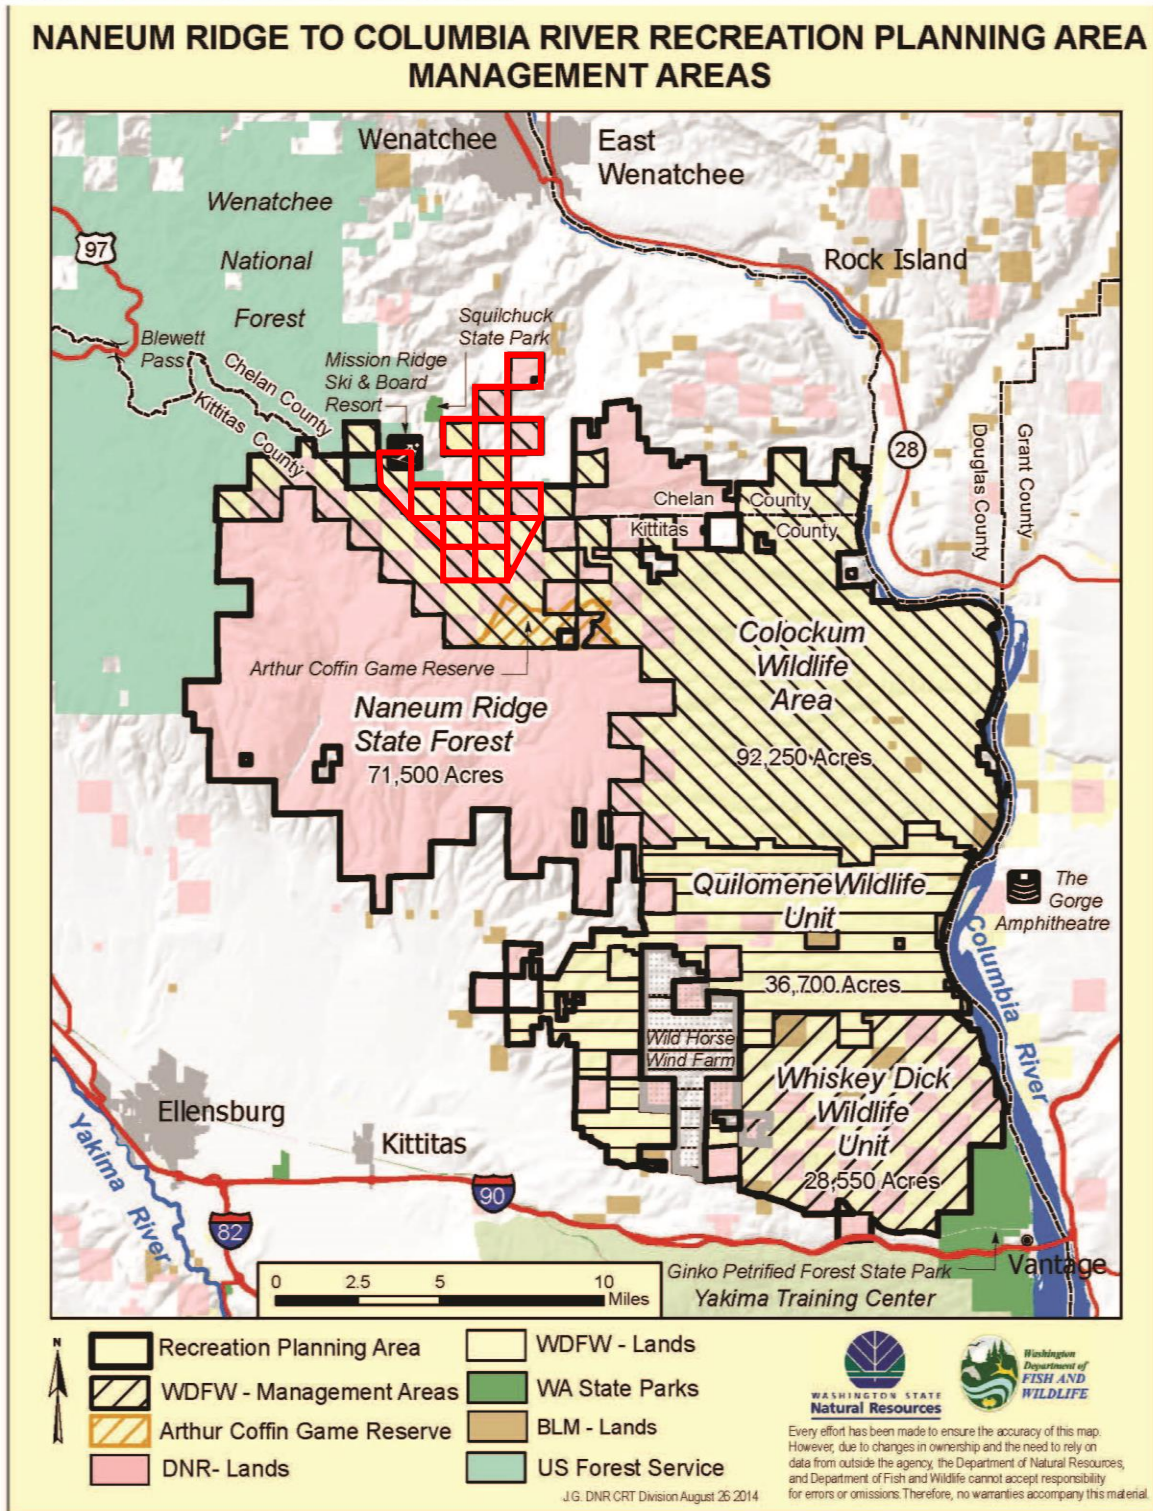 NANEUM RIDGE TO COLUMBIA RIVER RECREATION PLANNING AREA
MANAGEMENT AREAS
Wenatchee
East
Wenatchee
Wenatchee
National
Forest
97
Rock Island
Squilchuck
State Park
Blewett
Pass
Mission Ridge
Ski & Board
Resort
Chelan County
Kittitas County
28
Douglas County
Grant County
Chelan County
Kittitas County
Colockum
Wildlife
Area
92,250 Acres
Arthur Coffin Game Reserve
Naneum Ridge
State Forest
71,500 Acres
Quilomene Wildlife
Unit
36,700 Acres
The
Gorge
Amphitheatre
Columbia River
Wild Horse
Wind Farm
Whiskey Dick
Wildlife
Unit
28,550 Acres
Ellensburg
Kittitas
Yakima River
90
82
Ginko Petrified Forest State Park
Vantage
Yakima Training Center
0 2.5 5 10
Miles
N
Recreation Planning Area
WDFW - Management Areas
Arthur Coffin Game Reserve
DNR- Lands
WDFW - Lands
WA State Parks
BLM - Lands
US Forest Service
WASHINGTON STATE
Natural Resources
Washington
Department of
FISH AND
WILDLIFE
Every effort has been made to ensure the accuracy of this map.
However, due to changes in ownership and the need to rely on
data from outside the agency, the Department of Natural Resources,
and Department of Fish and Wildlife cannot accept responsibility
for errors or omissions. Therefore, no warranties accompany this material.
J.G. DNR CRT Division August 26 2014